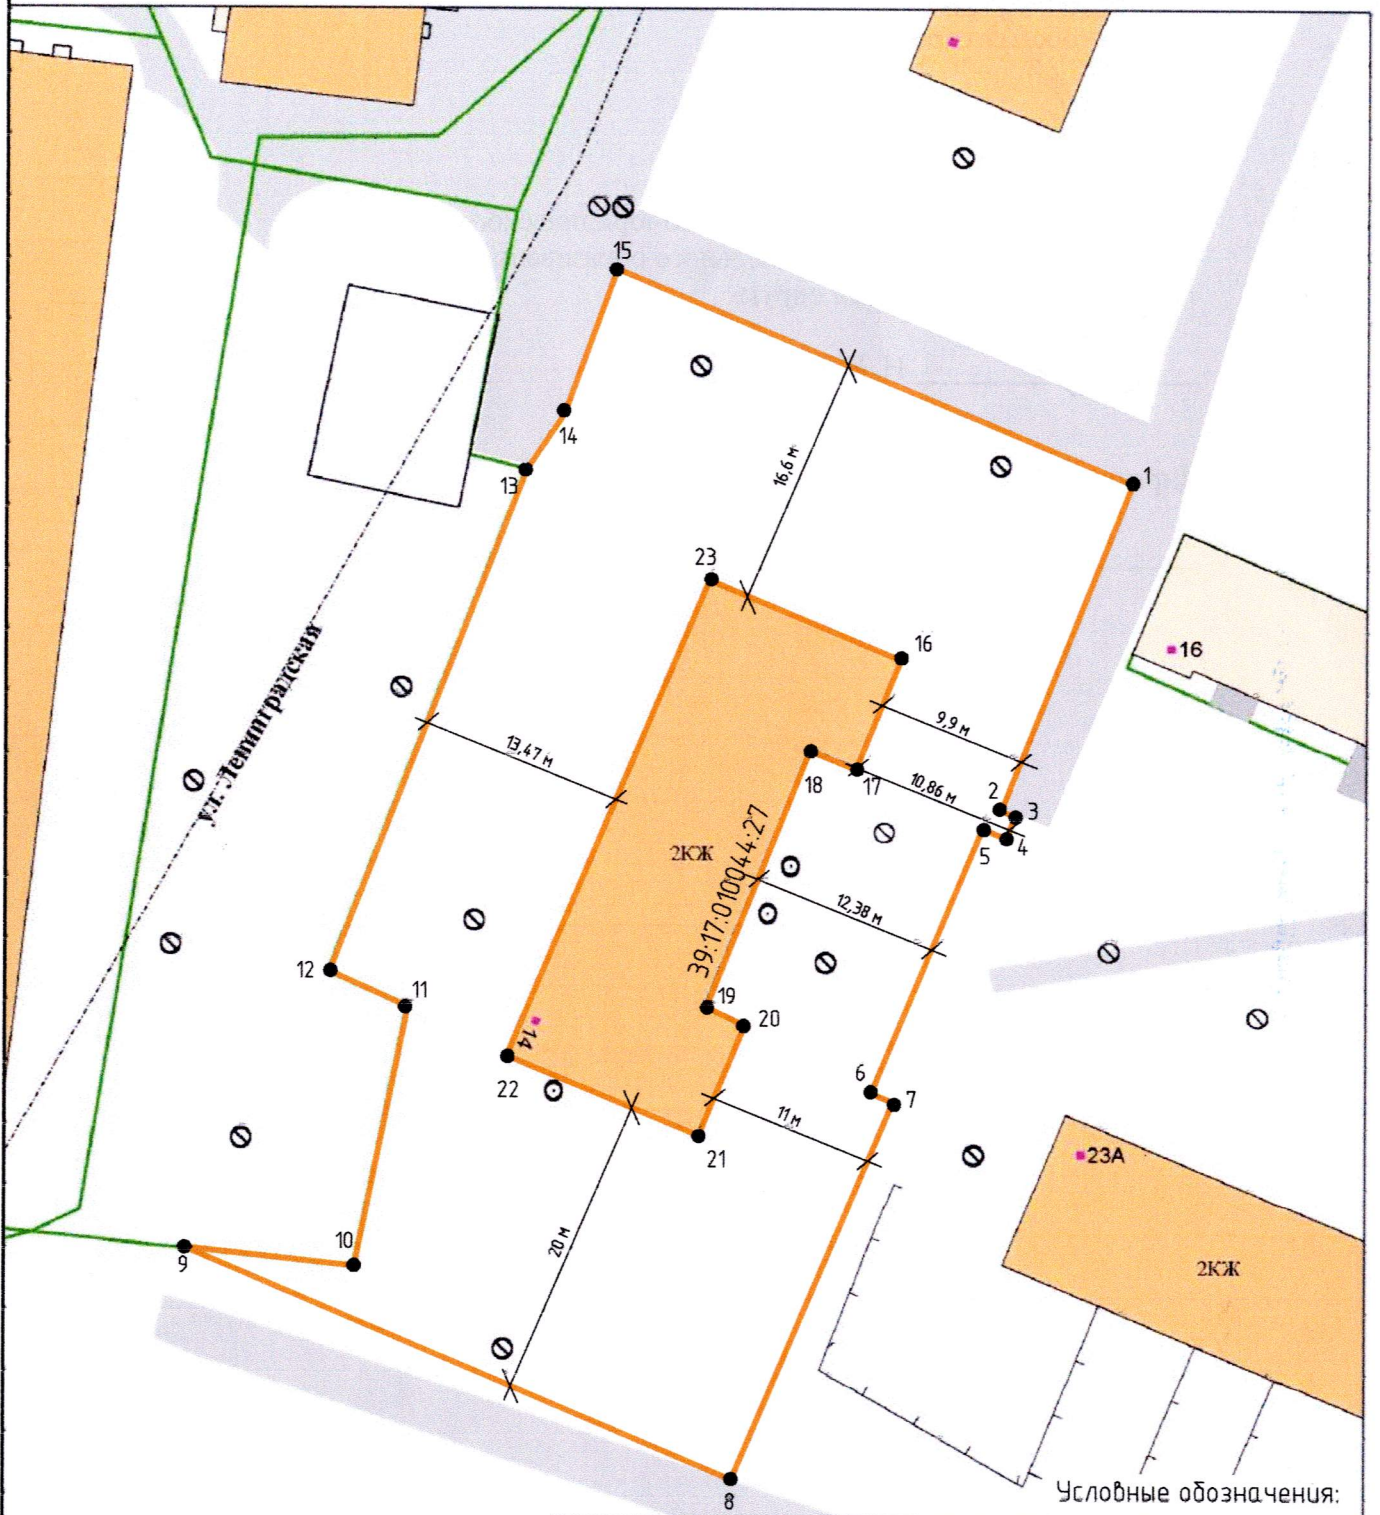 15
14
13
1
16,6 м
23
16
16
9,9 м
ул. Ленинградская
13,47 м
18
17
10,86 м
2
3
4
5
2КЖ
39:17:010044:27
12,38 м
12
11
19
20
14
22
6
7
11 м
21
23А
20 м
10
9
2КЖ
8
Условные обозначения: